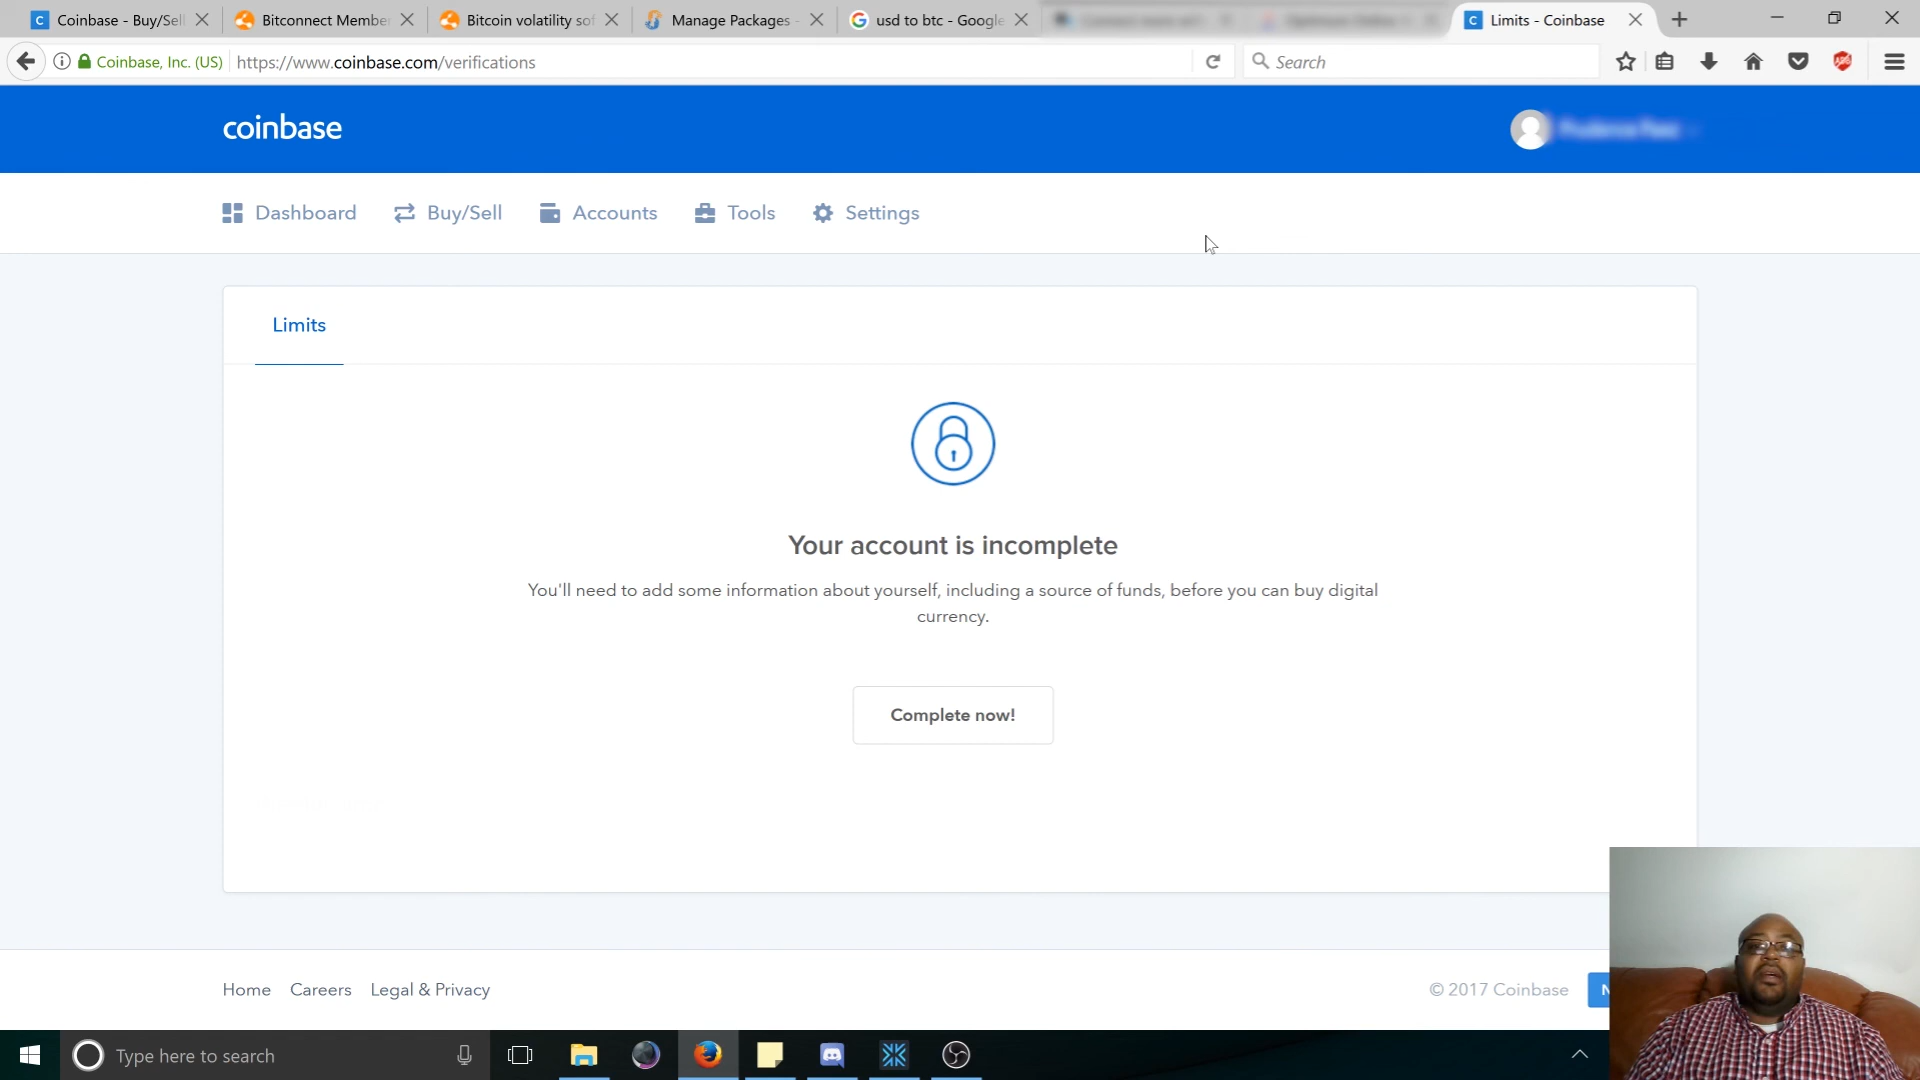 Coinbase - Buy/Sell
Bitconnect Membe
Bitcoin volatility sof
Manage Packages -
usd to btc - Google
Limits - Coinbase
Coinbase, Inc. (US)
https://www.coinbase.com/verifications
Search
coinbase
Dashboard
Buy/Sell
Accounts
Tools
Settings
Limits
Your account is incomplete
You'll need to add some information about yourself, including a source of funds, before you can buy digital
currency.
Complete now!
Home
Careers
Legal & Privacy
© 2017 Coinbase
Type here to search